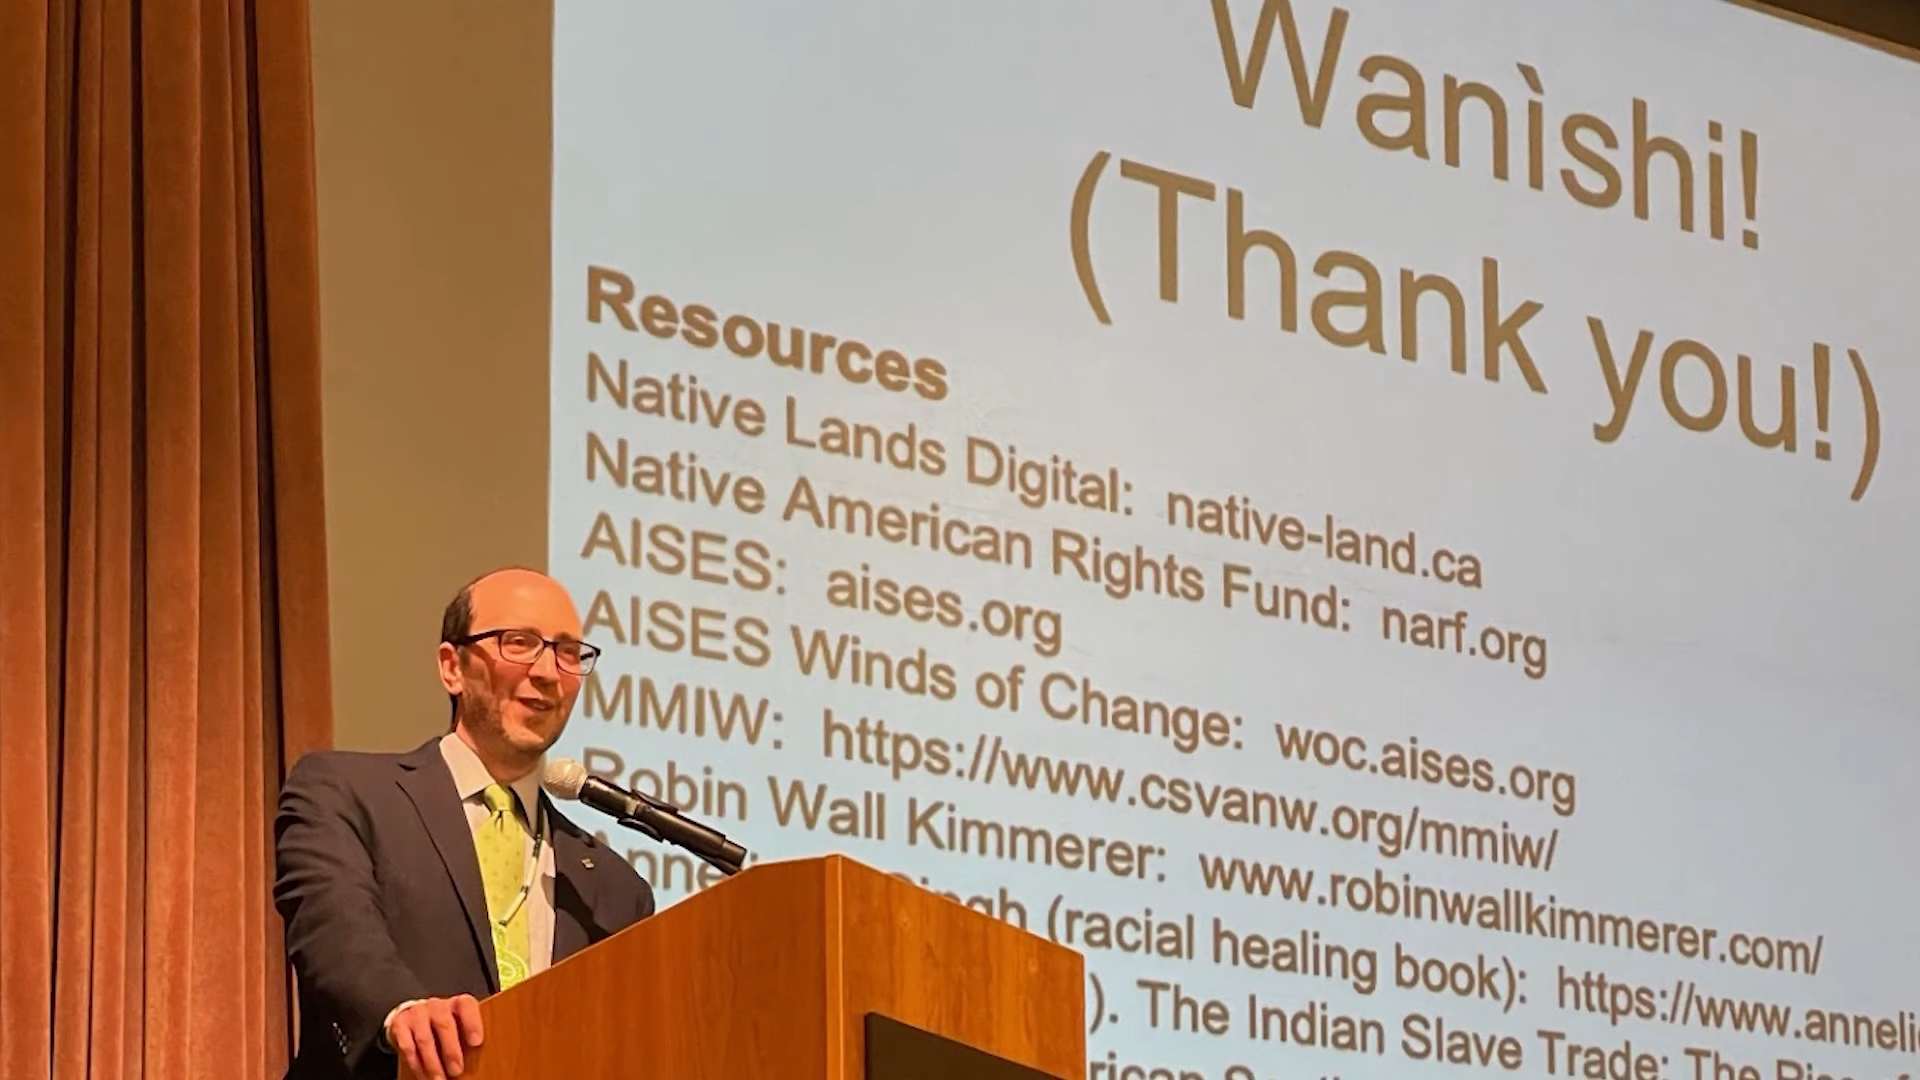 Wanìshi!
(Thank you!)
Resources
Native Lands Digital: native-land.ca
Native American Rights Fund: narf.org
AISES: aises.org
AISES Winds of Change: woc.aises.org
MMIW: https://www.csvanw.org/mmiw/
Robin Wall Kimmerer: www.robinwallkimmerer.com/
(racial healing book): https://www.anneli
). The Indian Slave Trade: The